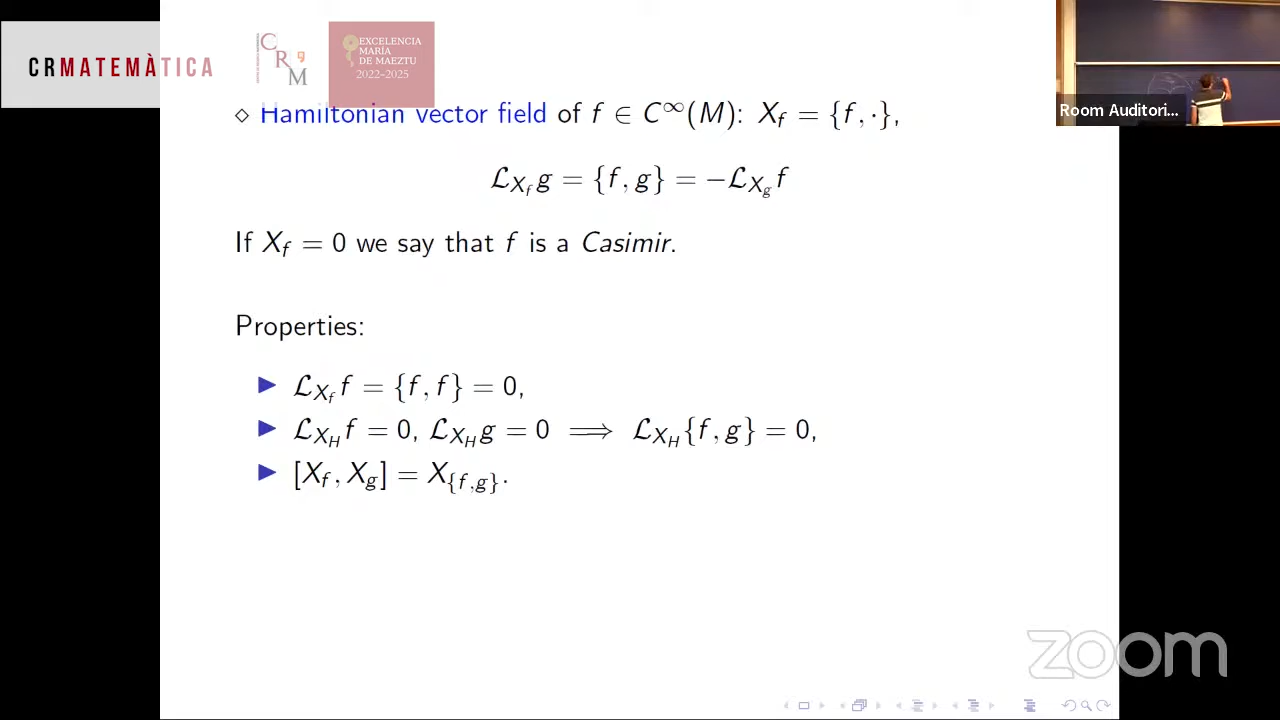 CRMATEMÀTICA
CRM
EXCELENCIA
MARÍA
DE MAEZTU
2022-2025
Room Auditori...
⋄ Hamiltonian vector field of f ∈ C∞(M): X_f = {f, ·},
ℒ_{X_f} g = {f, g} = −ℒ_{X_g} f
If X_f = 0 we say that f is a Casimir.
Properties:
▶ ℒ_{X_f} f = {f, f} = 0,
▶ ℒ_{X_H} f = 0, ℒ_{X_H} g = 0 ⟹ ℒ_{X_H} {f, g} = 0,
▶ [X_f, X_g] = X_{{f,g}}.
zoom